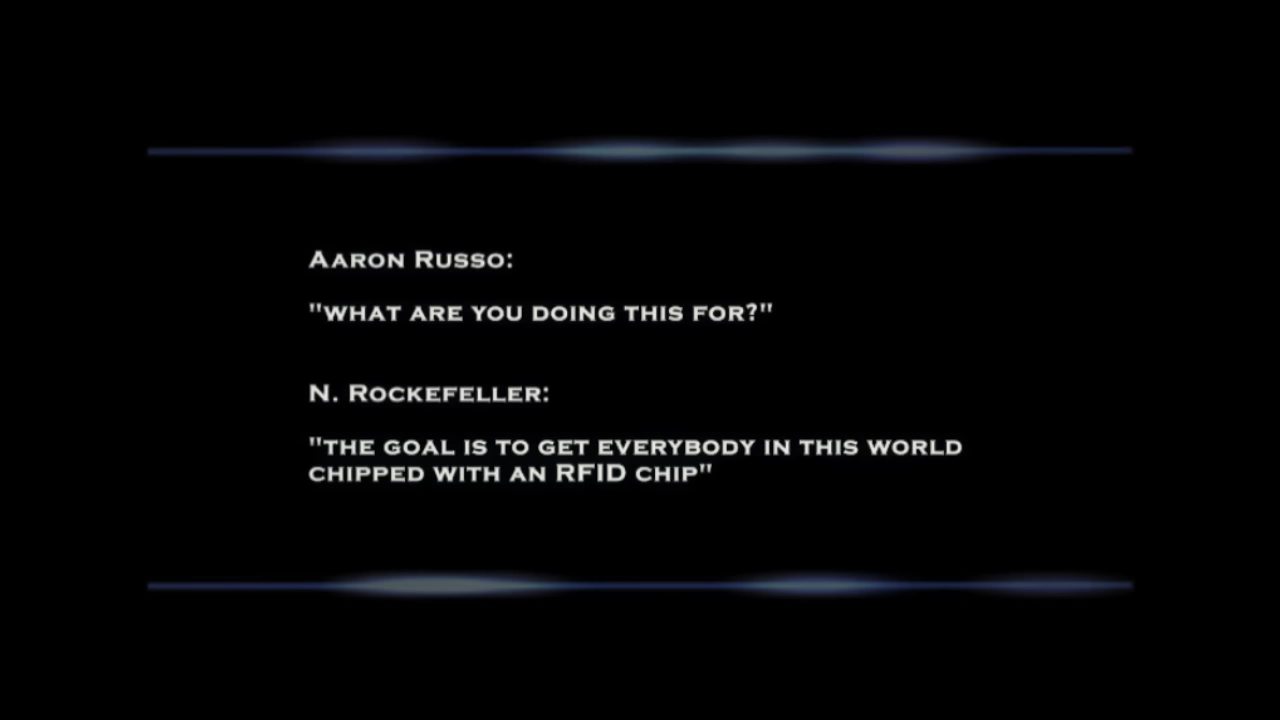 Aaron Russo:
"what are you doing this for?"
N. Rockefeller:
"the goal is to get everybody in this world
chipped with an RFID chip"